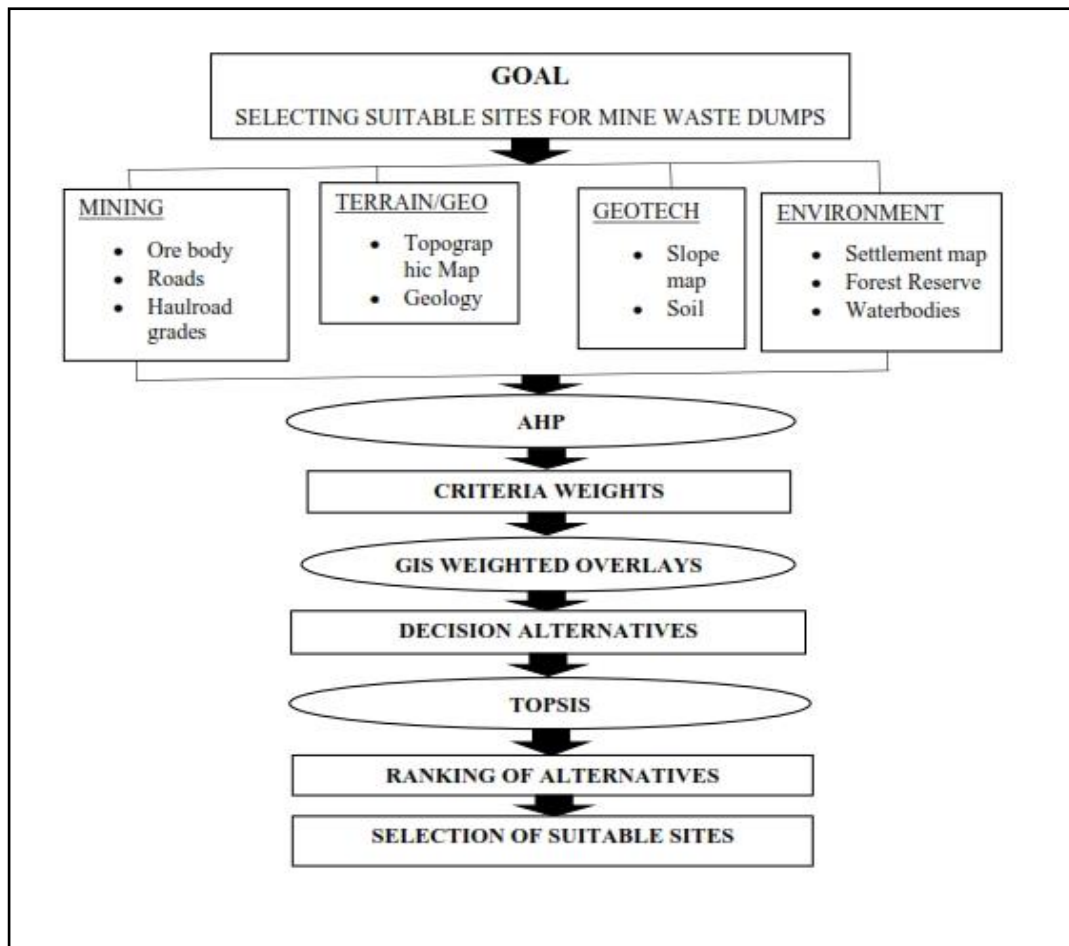 GOAL
SELECTING SUITABLE SITES FOR MINE WASTE DUMPS
MINING
• Ore body
• Roads
• Haulroad
grades
TERRAIN/GEO
• Topograp
hic Map
• Geology
GEOTECH
• Slope
map
• Soil
ENVIRONMENT
• Settlement map
• Forest Reserve
• Waterbodies
AHP
CRITERIA WEIGHTS
GIS WEIGHTED OVERLAYS
DECISION ALTERNATIVES
TOPSIS
RANKING OF ALTERNATIVES
SELECTION OF SUITABLE SITES